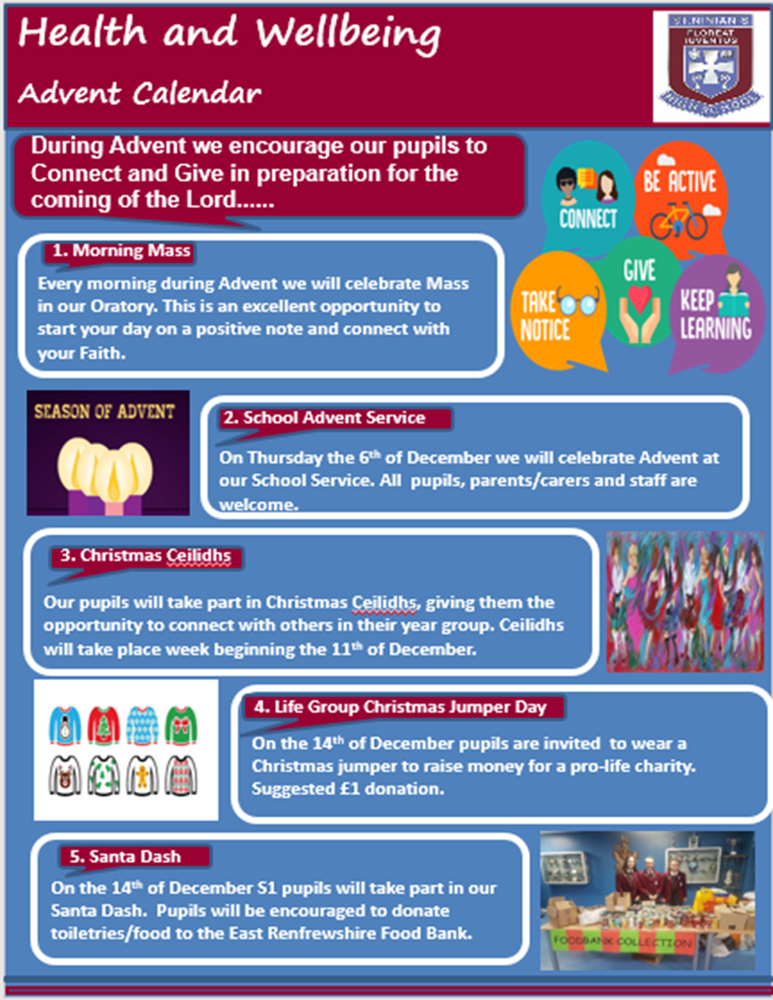 Health and Wellbeing
Advent Calendar
ST.NINIAN'S
FLOREAT
IUVENTUS
HIGH SCHOOL
During Advent we encourage our pupils to
Connect and Give in preparation for the
coming of the Lord......
CONNECT
BE ACTIVE
TAKE
NOTICE
GIVE
KEEP
LEARNING
1. Morning Mass
Every morning during Advent we will celebrate Mass
in our Oratory. This is an excellent opportunity to
start your day on a positive note and connect with
your Faith.
SEASON OF ADVENT
2. School Advent Service
On Thursday the 6th of December we will celebrate Advent at
our School Service. All pupils, parents/carers and staff are
welcome.
3. Christmas Ceilidhs
Our pupils will take part in Christmas Ceilidhs, giving them the
opportunity to connect with others in their year group. Ceilidhs
will take place week beginning the 11th of December.
4. Life Group Christmas Jumper Day
On the 14th of December pupils are invited to wear a
Christmas jumper to raise money for a pro-life charity.
Suggested £1 donation.
5. Santa Dash
On the 14th of December S1 pupils will take part in our
Santa Dash. Pupils will be encouraged to donate
toiletries/food to the East Renfrewshire Food Bank.
FOODBANK COLLECTION